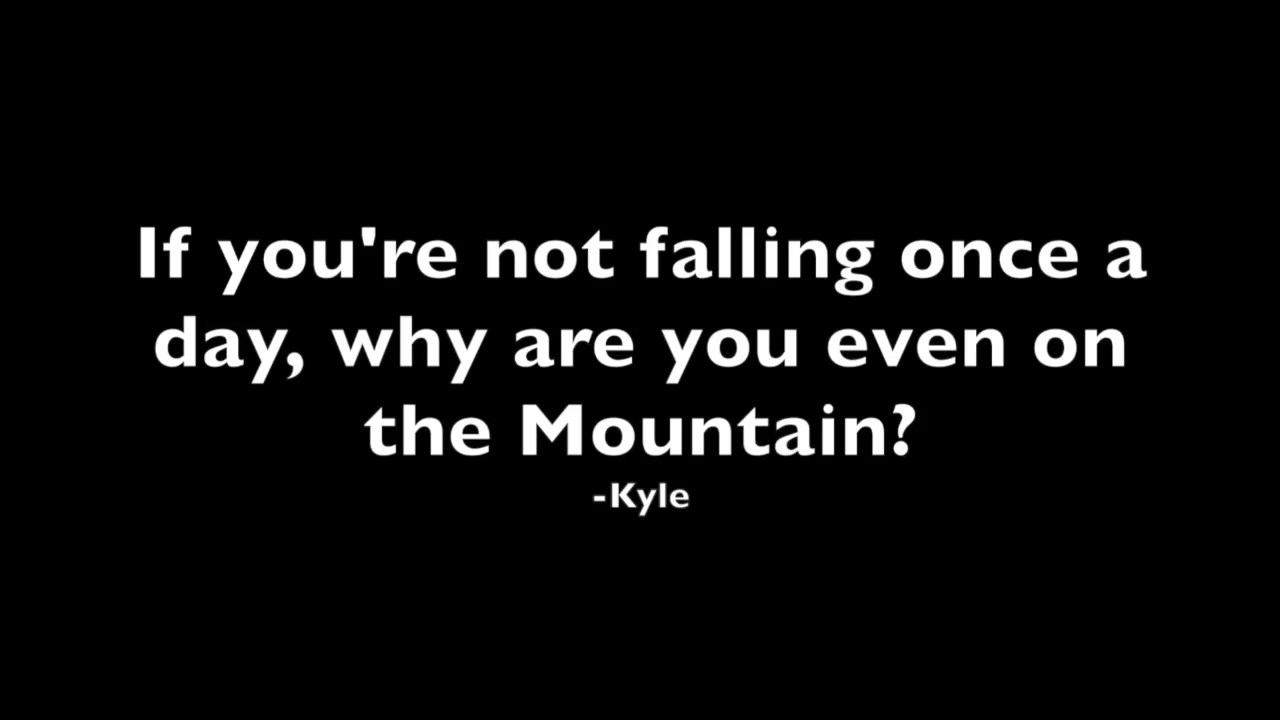 If you're not falling once a
day, why are you even on
the Mountain?
-Kyle